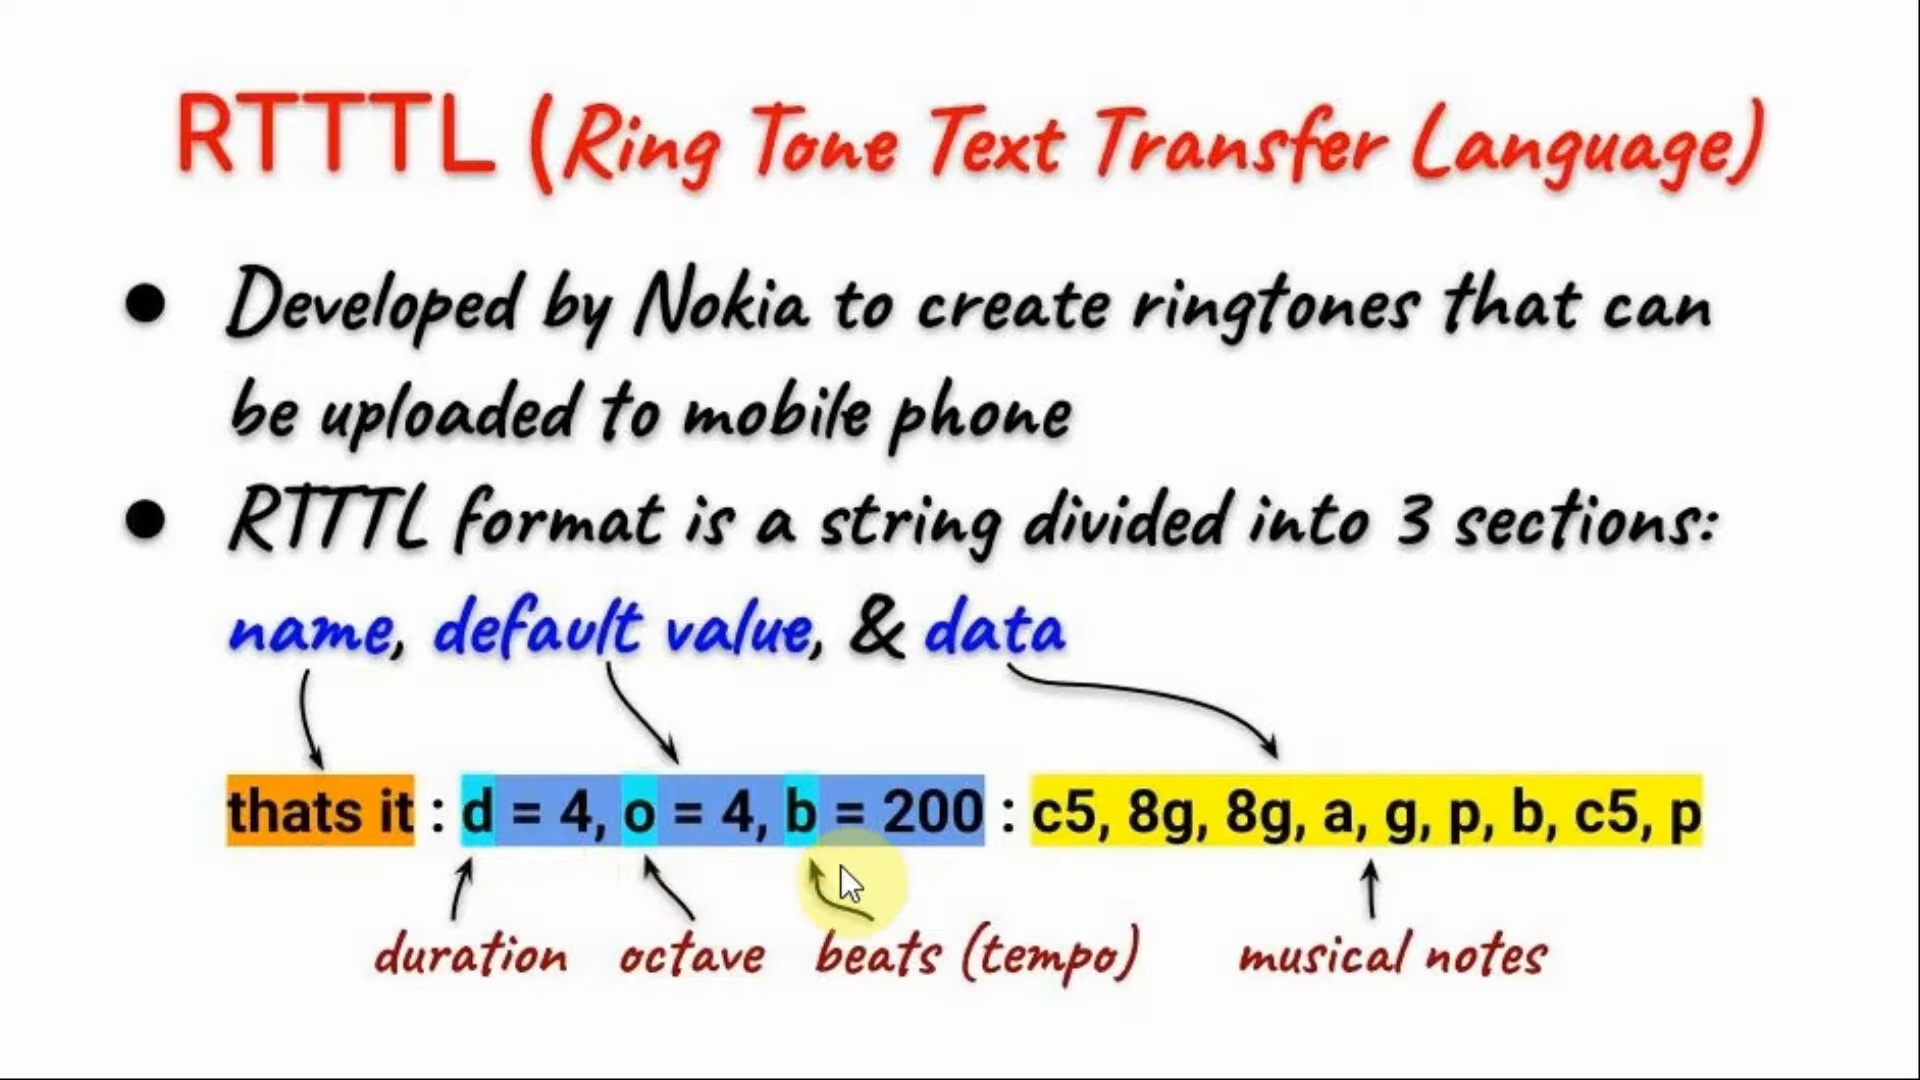 RTTTL (Ring Tone Text Transfer Language)
● Developed by Nokia to create ringtones that can
be uploaded to mobile phone
● RTTTL format is a string divided into 3 sections:
name, default value, & data
thats it : d = 4, o = 4, b = 200 : c5, 8g, 8g, a, g, p, b, c5, p
duration octave beats (tempo) musical notes